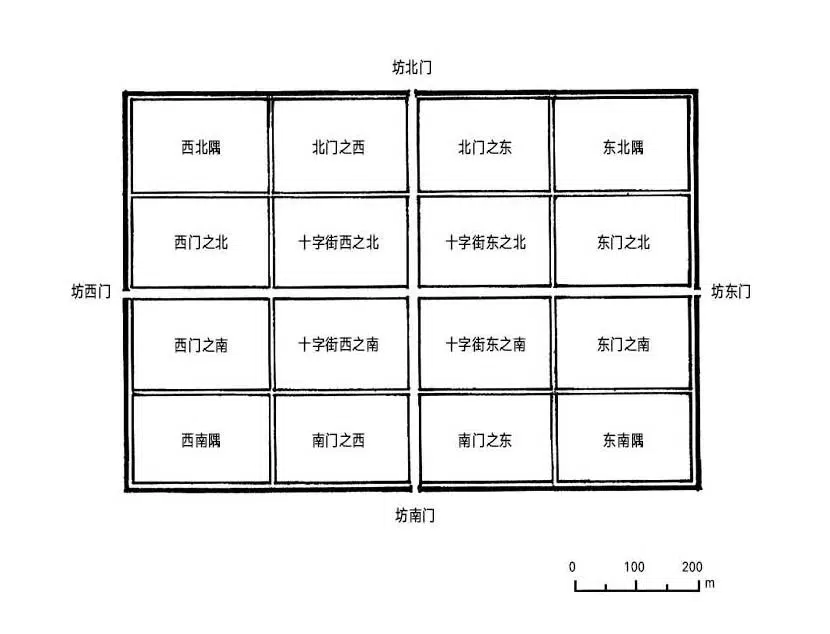 坊北门
西北隅 北门之西 北门之东 东北隅
西门之北 十字街西之北 十字街东之北 东门之北
坊西门 坊东门
西门之南 十字街西之南 十字街东之南 东门之南
西南隅 南门之西 南门之东 东南隅
坊南门
0 100 200
m